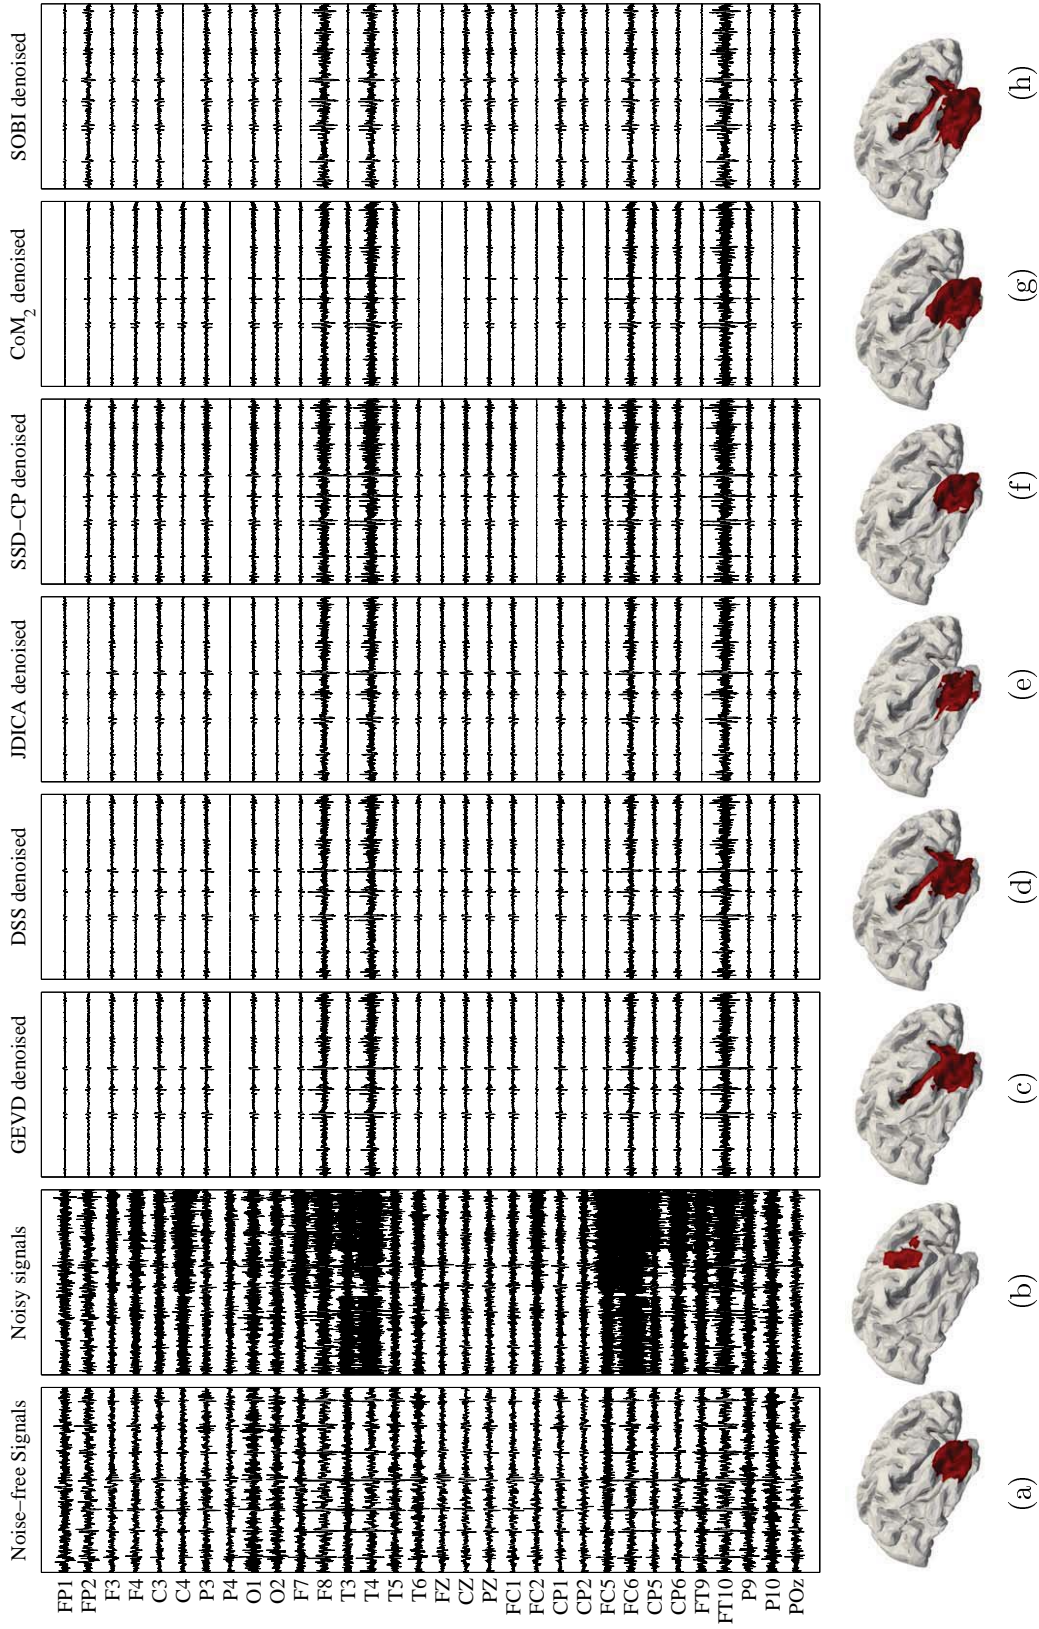 Noise-free Signals
Noisy signals
GEVD denoised
DSS denoised
JDICA denoised
SSD-CP denoised
CoM2 denoised
SOBI denoised
FP1
FP2
F3
F4
C3
C4
P3
P4
O1
O2
F7
F8
T3
T4
T5
T6
FZ
CZ
PZ
FC1
FC2
CP1
CP2
FC5
FC6
CP5
CP6
FT9
FT10
P9
P10
POz
(a)
(b)
(c)
(d)
(e)
(f)
(g)
(h)